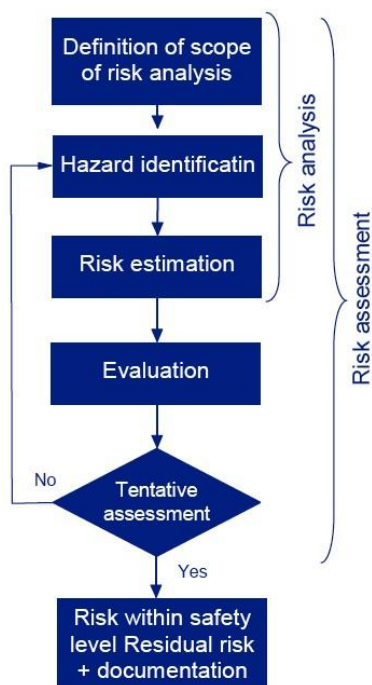 Definition of scope
of risk analysis
Hazard identificatin
Risk estimation
Evaluation
Tentative
assessment
No
Yes
Risk within safety
level Residual risk
+ documentation
Risk analysis
Risk assessment